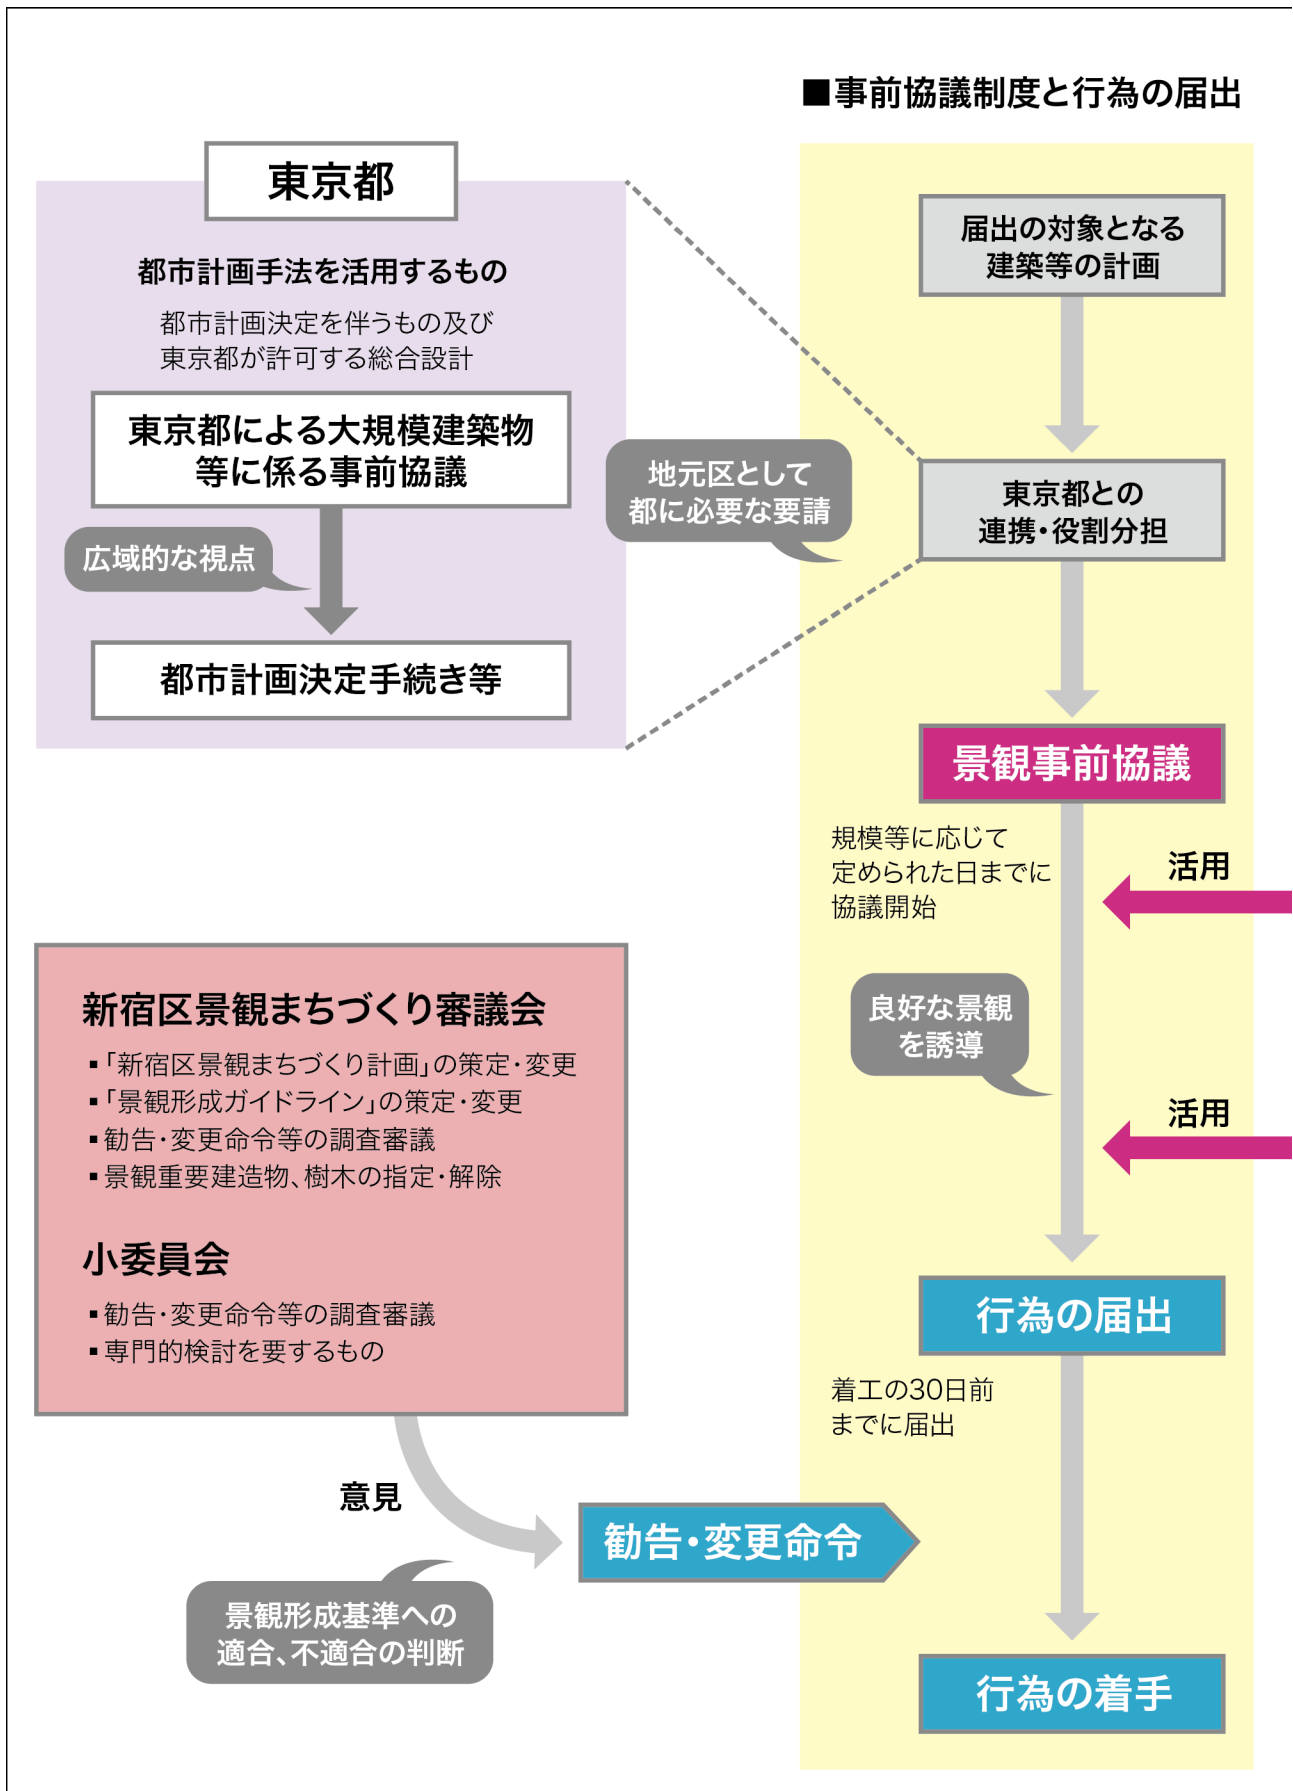 ■事前協議制度と行為の届出
東京都
都市計画手法を活用するもの
都市計画決定を伴うもの及び
東京都が許可する総合設計
東京都による大規模建築物
等に係る事前協議
広域的な視点
都市計画決定手続き等
地元区として
都に必要な要請
届出の対象となる
建築等の計画
東京都との
連携・役割分担
景観事前協議
規模等に応じて
定められた日までに
協議開始
活用
良好な景観
を誘導
活用
行為の届出
着工の30日前
までに届出
新宿区景観まちづくり審議会
▪「新宿区景観まちづくり計画」の策定・変更
▪「景観形成ガイドライン」の策定・変更
▪勧告・変更命令等の調査審議
▪景観重要建造物、樹木の指定・解除
小委員会
▪勧告・変更命令等の調査審議
▪専門的検討を要するもの
意見
勧告・変更命令
景観形成基準への
適合、不適合の判断
行為の着手